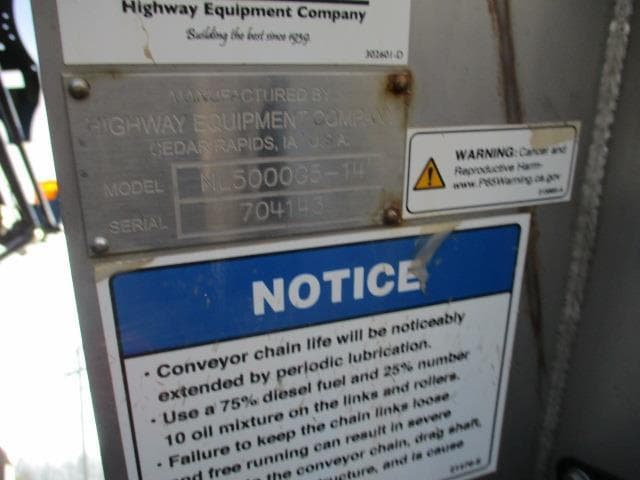 Highway Equipment Company
Building the best since 1939.
302601-D
MANUFACTURED BY
HIGHWAY EQUIPMENT COMPANY
CEDAR RAPIDS, IA U.S.A.
MODEL NL5000G5-14'
SERIAL 704143
WARNING: Cancer and
Reproductive Harm-
www.P65Warning.ca.gov
NOTICE
• Conveyor chain life will be noticeably
extended by periodic lubrication.
• Use a 75% diesel fuel and 25% number
10 oil mixture on the links and rollers.
• Failure to keep the chain links loose
and free running can result in severe
the conveyor chain, drag shaft,
structure, and is cause